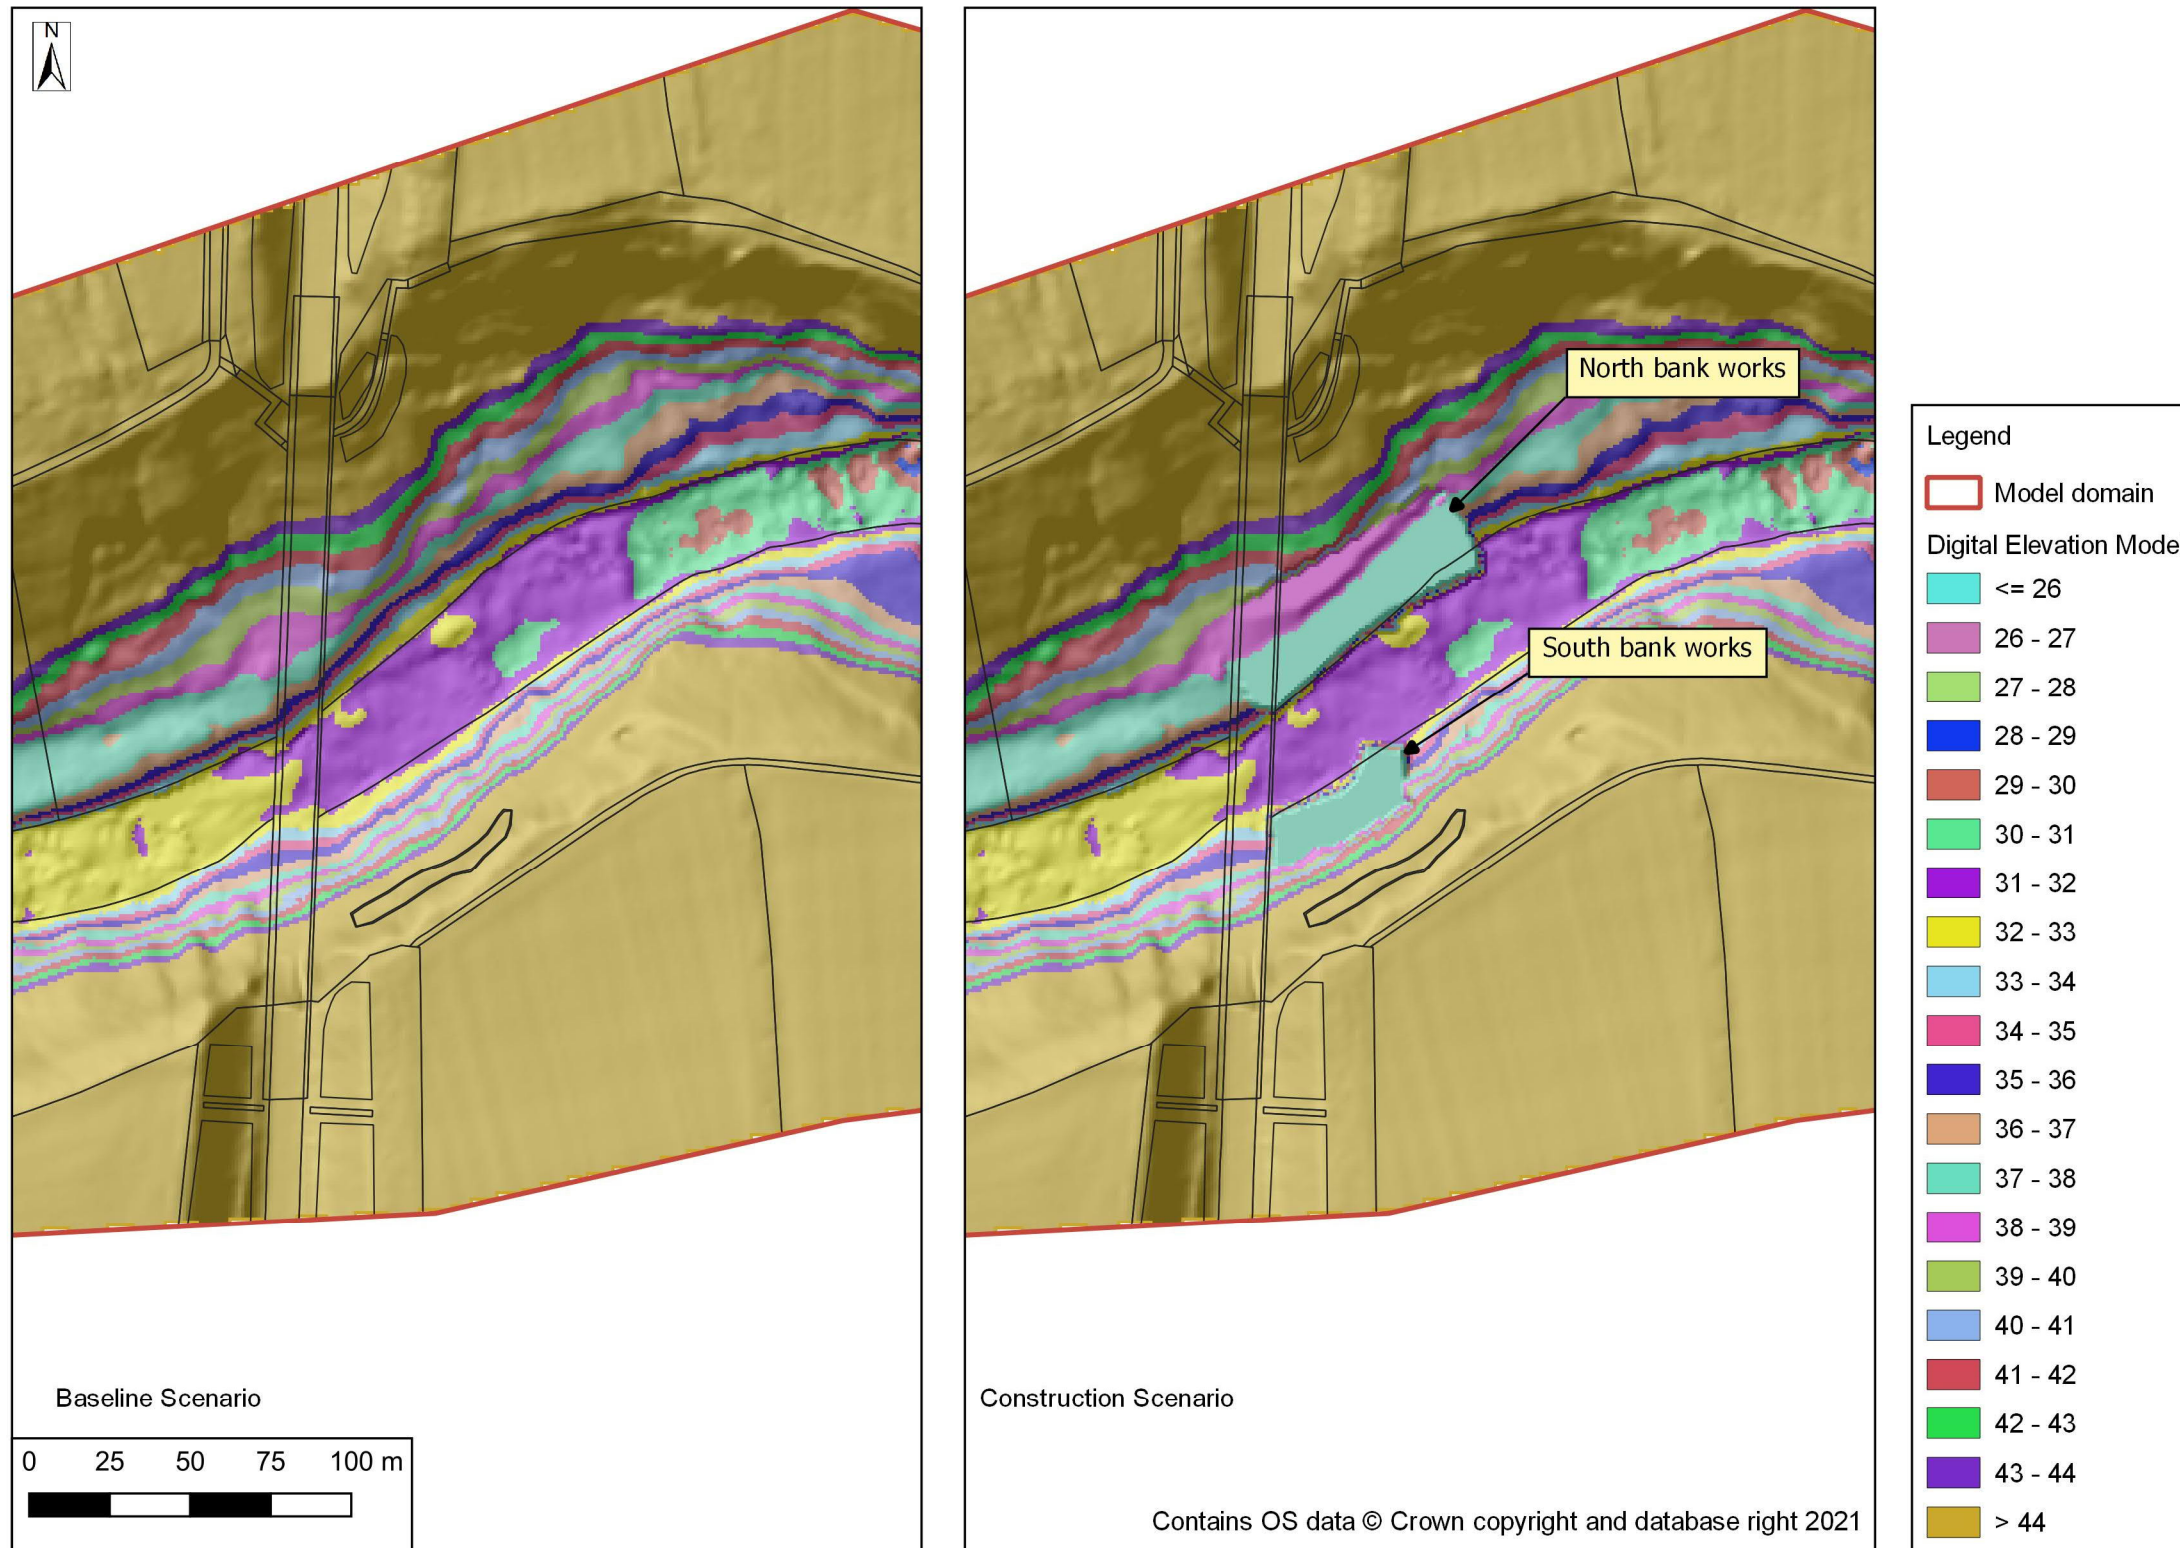 N
North bank works
South bank works
Baseline Scenario
0 25 50 75 100 m
Construction Scenario
Contains OS data © Crown copyright and database right 2021
Legend
Model domain
Digital Elevation Mode
<= 26
26 - 27
27 - 28
28 - 29
29 - 30
30 - 31
31 - 32
32 - 33
33 - 34
34 - 35
35 - 36
36 - 37
37 - 38
38 - 39
39 - 40
40 - 41
41 - 42
42 - 43
43 - 44
> 44